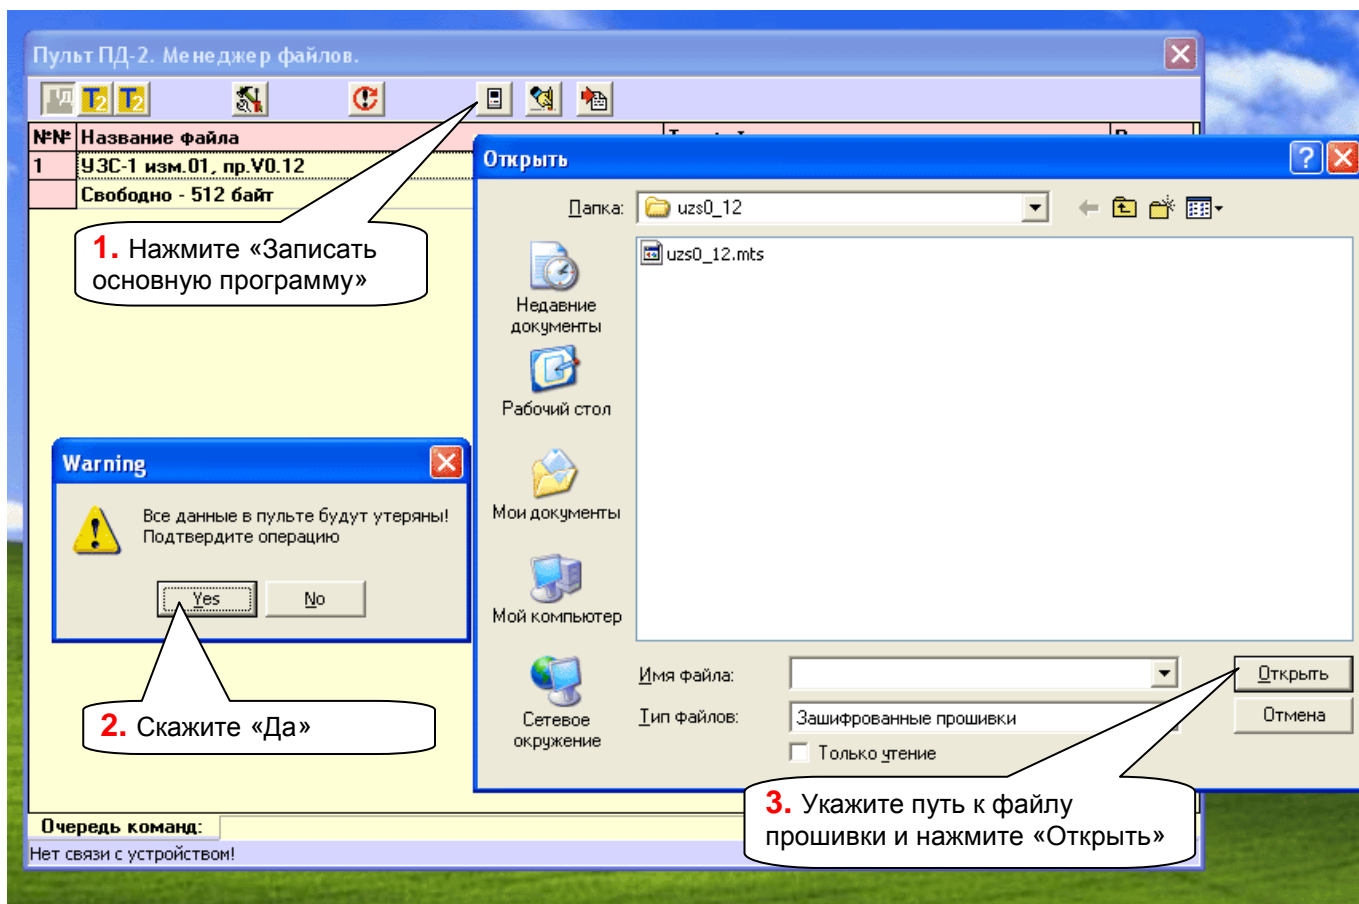 Пульт ПД-2. Менеджер файлов.
T2 T2
№№ Название файла
1 УЗС-1 изм.01, пр.V0.12
Свободно - 512 байт
1. Нажмите «Записать
основную программу»
Warning
Все данные в пульте будут утеряны!
Подтвердите операцию
Yes No
2. Скажите «Да»
Открыть
Папка: uzs0_12
uzs0_12.mts
Недавние
документы
Рабочий стол
Мои документы
Мой компьютер
Сетевое
окружение
Имя файла:
Открыть
Тип файлов: Зашифрованные прошивки
Отмена
Только чтение
3. Укажите путь к файлу
прошивки и нажмите «Открыть»
Очередь команд:
Нет связи с устройством!